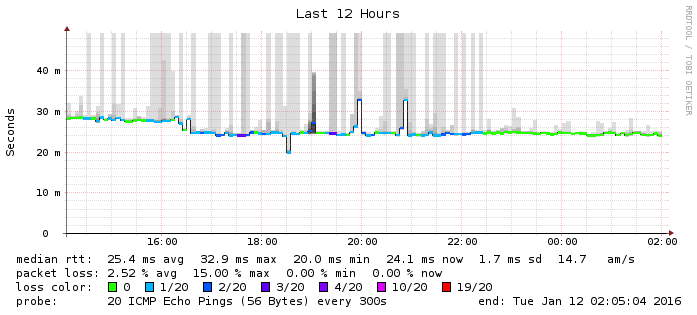 Last 12 Hours
RRDTOOL / TOBI OETIKER
Seconds
40 m
30 m
20 m
10 m
0
16:00 18:00 20:00 22:00 00:00 02:00
median rtt: 25.4 ms avg 32.9 ms max 20.0 ms min 24.1 ms now 1.7 ms sd 14.7 am/s
packet loss: 2.52 % avg 15.00 % max 0.00 % min 0.00 % now
loss color: 0 1/20 2/20 3/20 4/20 10/20 19/20
probe: 20 ICMP Echo Pings (56 Bytes) every 300s end: Tue Jan 12 02:05:04 2016